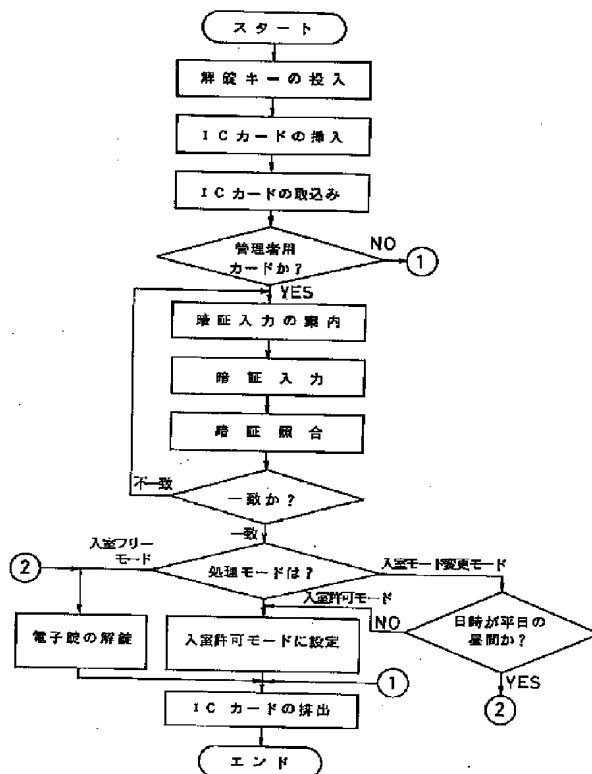 スタート
解錠キーの投入
ICカードの挿入
ICカードの取込み
管理者用
カードか?
NO
1
YES
暗証入力の案内
暗証入力
暗証照合
不一致
一致か?
一致
入室フリー
モード
2
処理モードは?
入室モード変更モード
入室許可モード
NO
日時が平日の
昼間か?
電子錠の解錠
入室許可モードに設定
YES
1
2
ICカードの排出
エンド